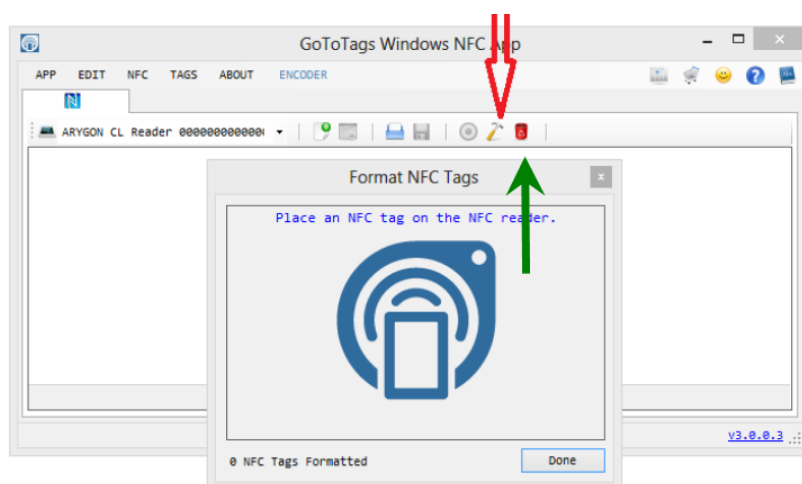 GoToTags Windows NFC App
APP EDIT NFC TAGS ABOUT ENCODER
ARYGON CL Reader 0000000000000
Format NFC Tags
Place an NFC tag on the NFC reader.
0 NFC Tags Formatted
Done
v3.0.0.3